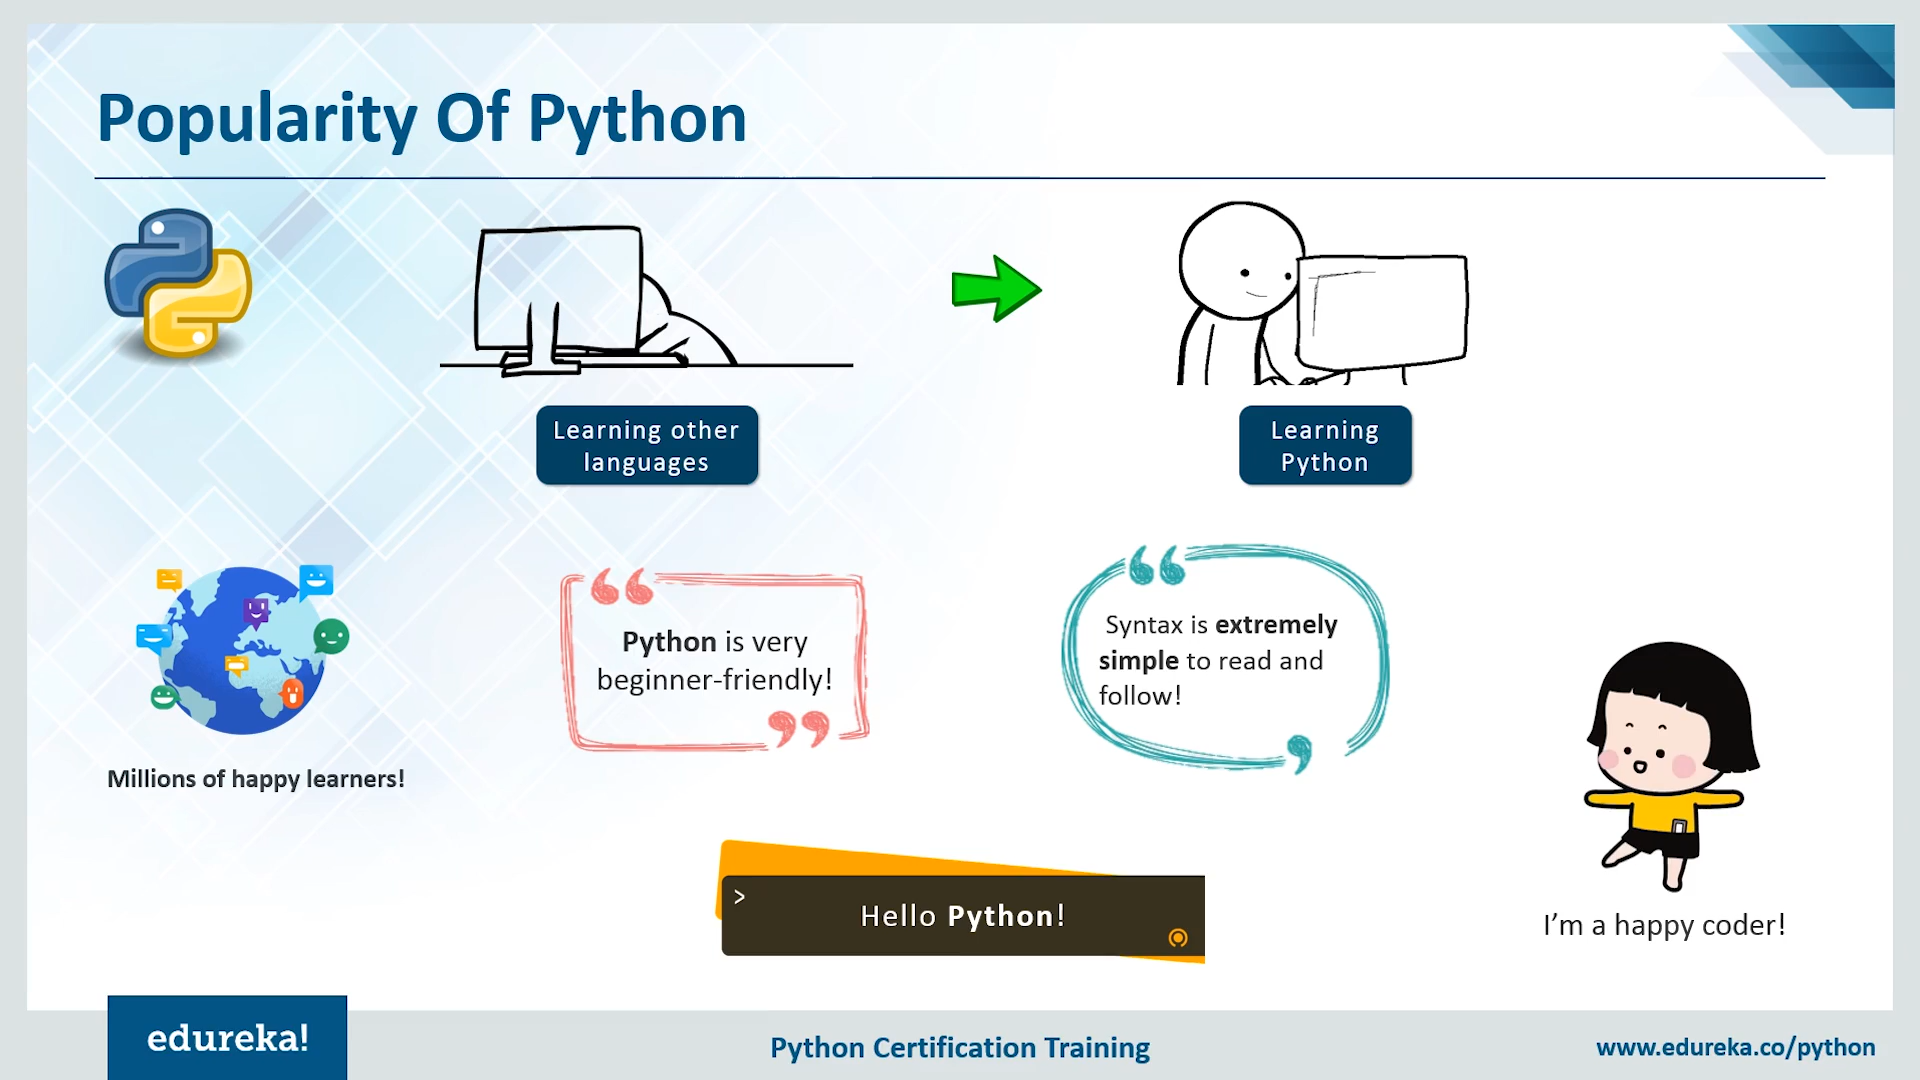 Popularity Of Python
Learning other
languages
Learning
Python
Python is very
beginner-friendly!
Syntax is extremely
simple to read and
follow!
Millions of happy learners!
>
Hello Python!
I’m a happy coder!
edureka!
Python Certification Training
www.edureka.co/python